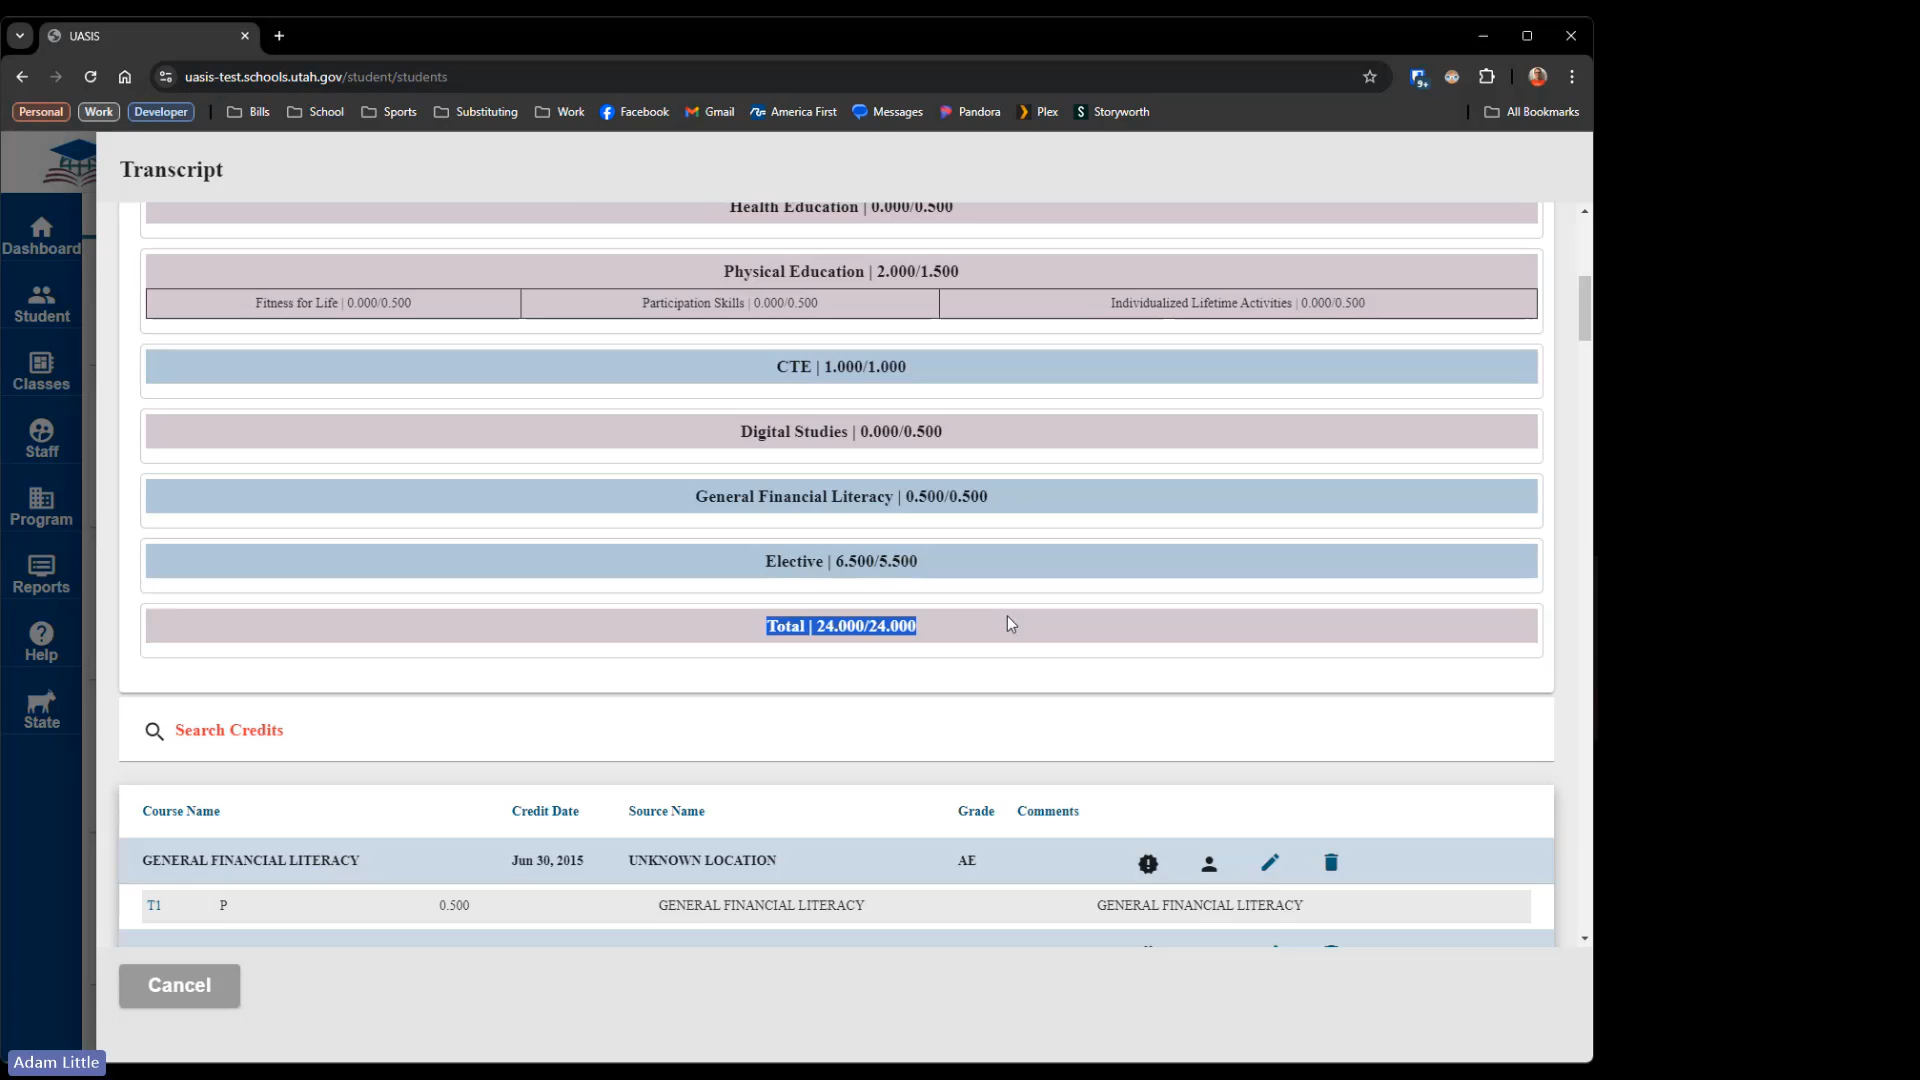 UASIS
uasis-test.schools.utah.gov/student/students
Personal Work Developer Bills School Sports Substituting Work Facebook Gmail America First Messages Pandora Plex Storyworth All Bookmarks
Transcript
Health Education | 0.000/0.500
Physical Education | 2.000/1.500
Fitness for Life | 0.000/0.500 Participation Skills | 0.000/0.500 Individualized Lifetime Activities | 0.000/0.500
CTE | 1.000/1.000
Digital Studies | 0.000/0.500
General Financial Literacy | 0.500/0.500
Elective | 6.500/5.500
Total | 24.000/24.000
Search Credits
Course Name Credit Date Source Name Grade Comments
GENERAL FINANCIAL LITERACY Jun 30, 2015 UNKNOWN LOCATION AE
T1 P 0.500 GENERAL FINANCIAL LITERACY GENERAL FINANCIAL LITERACY
Cancel
Dashboard
Student
Classes
Staff
Program
Reports
Help
State
Adam Little